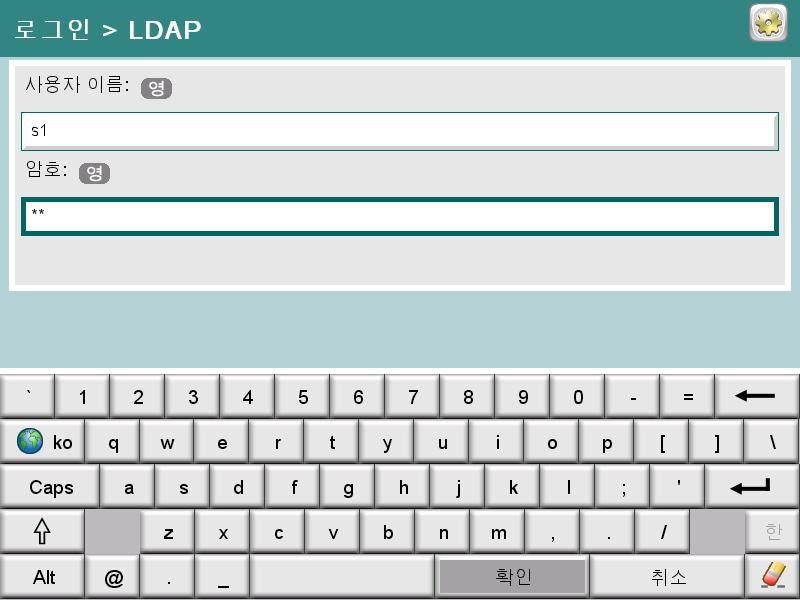 로그인 > LDAP
사용자 이름: 영
s1
암호: 영
**
` 1 2 3 4 5 6 7 8 9 0 - =
ko q w e r t y u i o p [ ] \
Caps a s d f g h j k l ; '
z x c v b n m , . / 한
Alt @ . _ 확인 취소